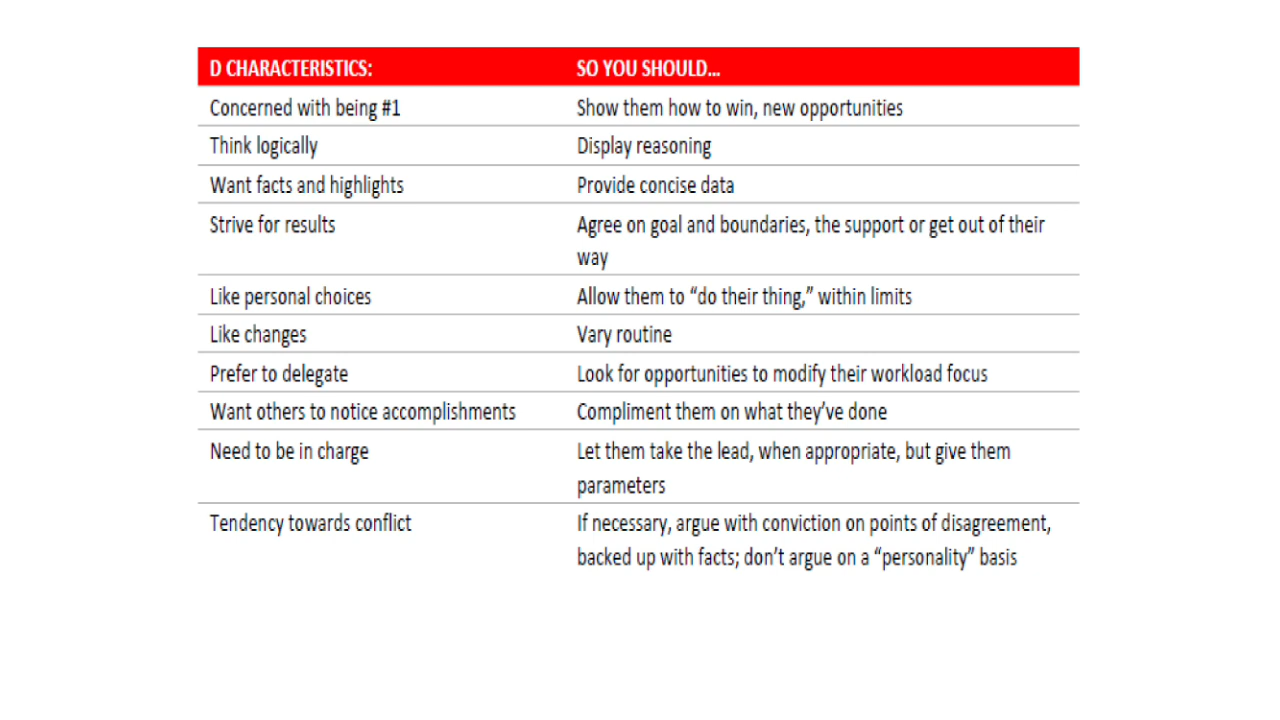 D CHARACTERISTICS: SO YOU SHOULD...
Concerned with being #1 Show them how to win, new opportunities
Think logically Display reasoning
Want facts and highlights Provide concise data
Strive for results Agree on goal and boundaries, the support or get out of their
way
Like personal choices Allow them to “do their thing,” within limits
Like changes Vary routine
Prefer to delegate Look for opportunities to modify their workload focus
Want others to notice accomplishments Compliment them on what they’ve done
Need to be in charge Let them take the lead, when appropriate, but give them
parameters
Tendency towards conflict If necessary, argue with conviction on points of disagreement,
backed up with facts; don’t argue on a “personality” basis